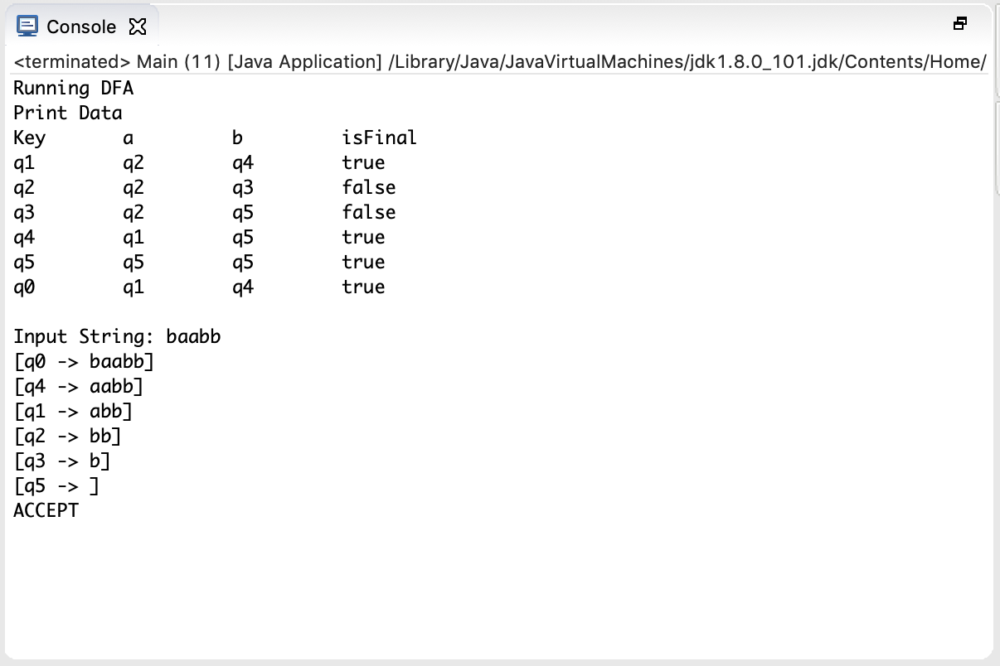 Console
<terminated> Main (11) [Java Application] /Library/Java/JavaVirtualMachines/jdk1.8.0_101.jdk/Contents/Home/
Running DFA
Print Data
Key a b isFinal
q1 q2 q4 true
q2 q2 q3 false
q3 q2 q5 false
q4 q1 q5 true
q5 q5 q5 true
q0 q1 q4 true
Input String: baabb
[q0 -> baabb]
[q4 -> aabb]
[q1 -> abb]
[q2 -> bb]
[q3 -> b]
[q5 -> ]
ACCEPT